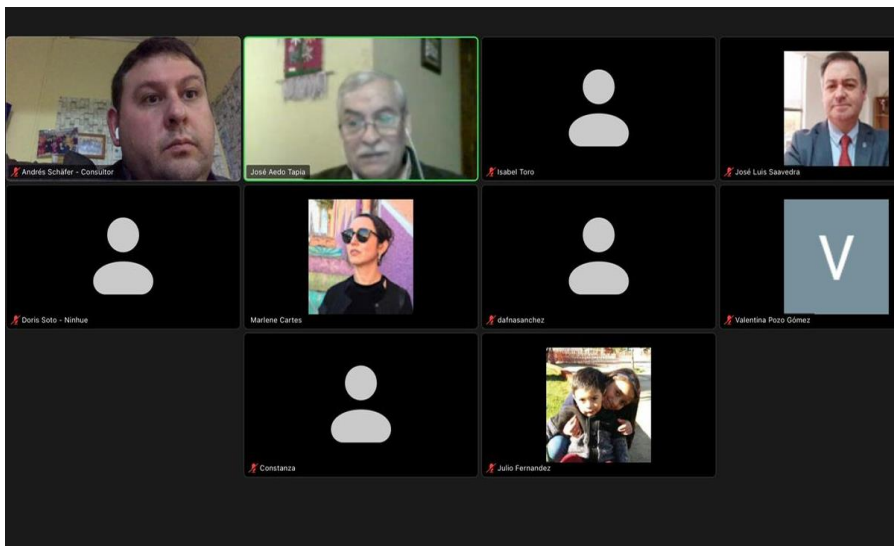 Andrés Schäfer - Consultor
José Aedo Tapia
Isabel Toro
José Luis Saavedra
Doris Soto - Ninhue
Marlene Cartes
dafnasanchez
V
Valentina Pozo Gómez
Constanza
Julio Fernandez